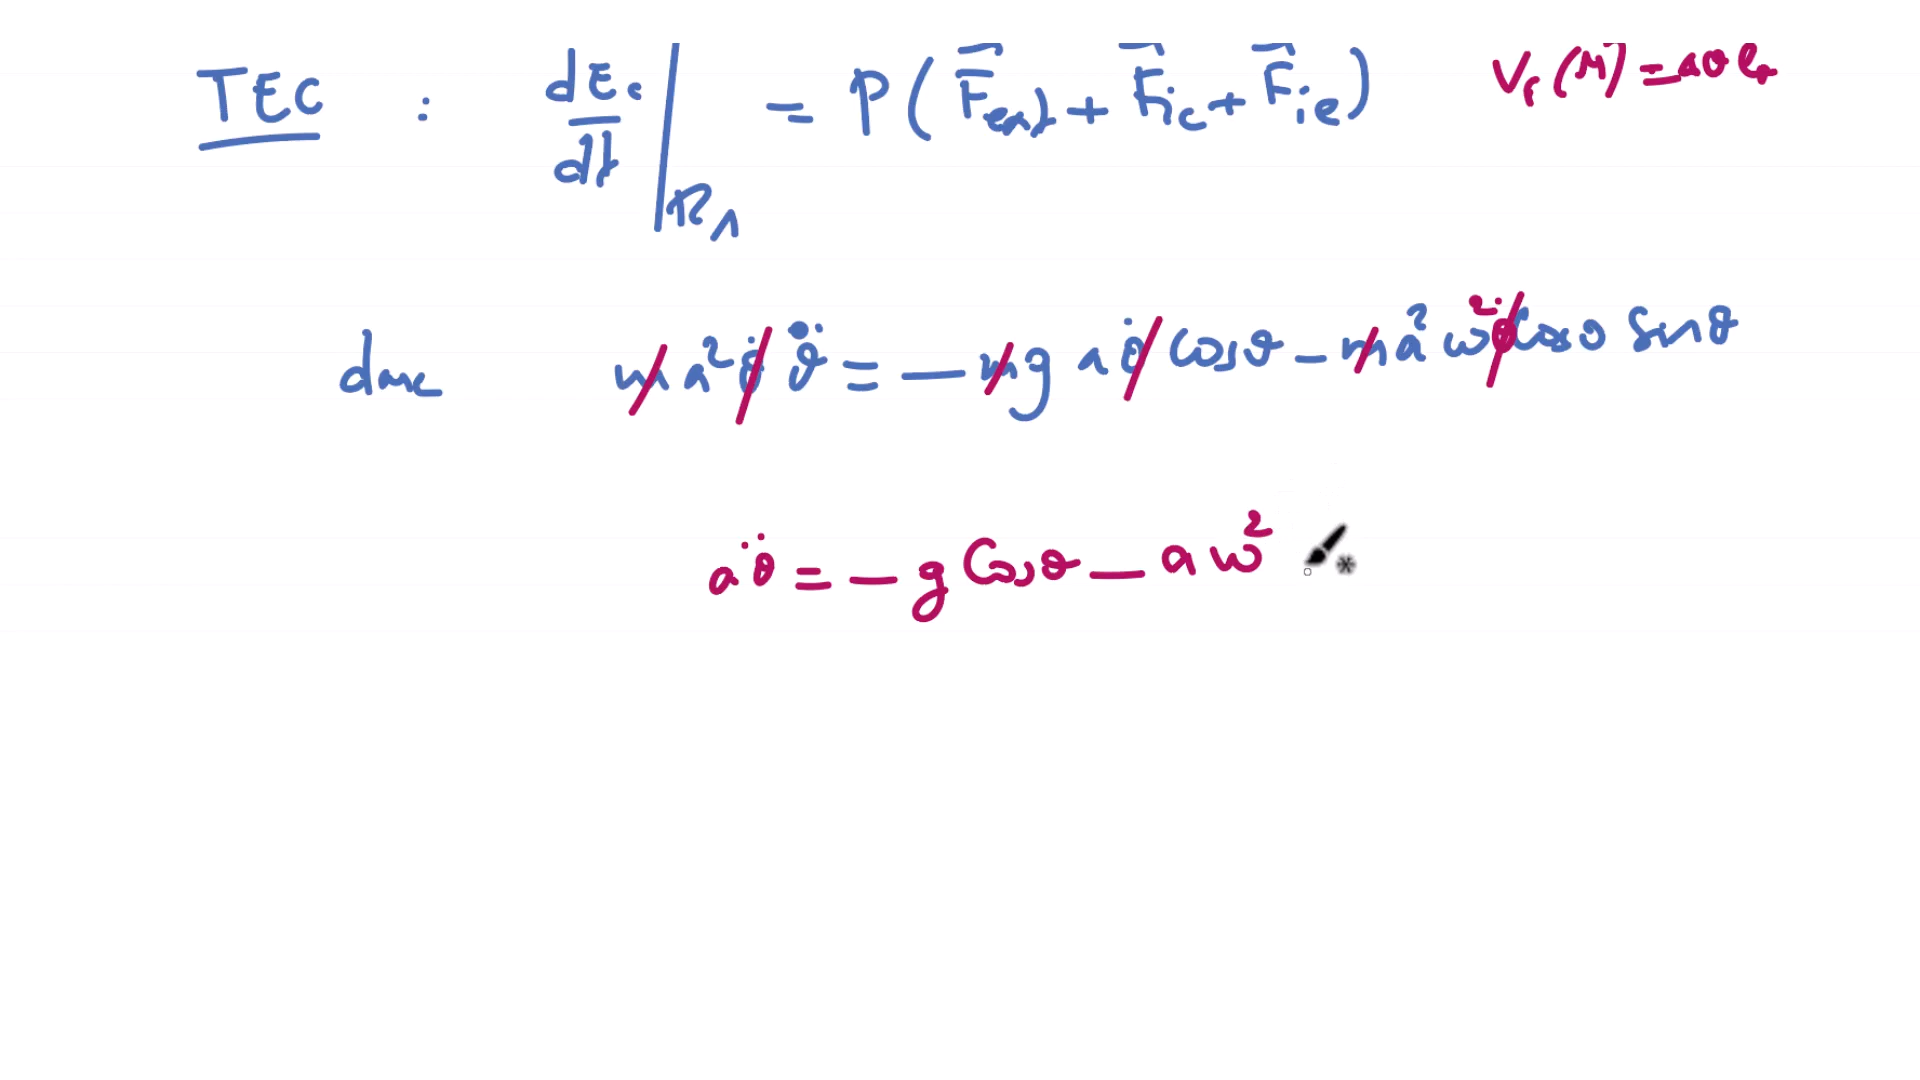 TEC : dEc/dt |R1 = P(F⃗ext + F⃗ic + F⃗ie) Vr(M) = aθ eθ
donc ma²θ̇ θ̈ = − mg aθ̇ Cosθ − ma²ω²θ̇ Cosθ Sinθ
aθ̈ = − g Cosθ − aω²